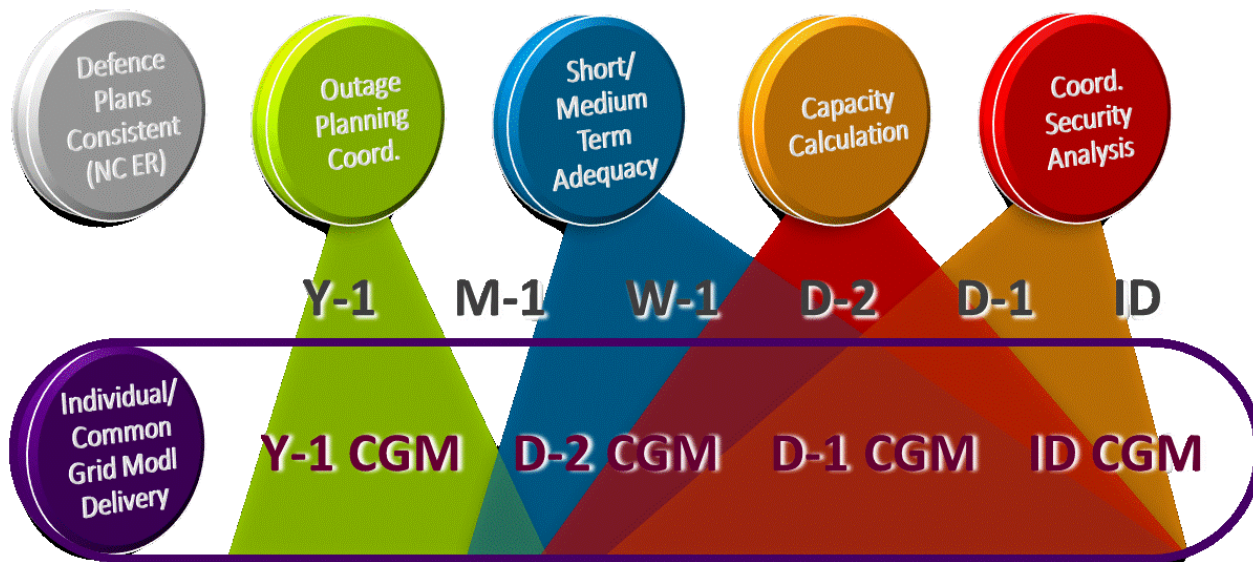 Defence
Plans
Consistent
(NC ER)
Outage
Planning
Coord.
Short/
Medium
Term
Adequacy
Capacity
Calculation
Coord.
Security
Analysis
Y-1 M-1 W-1 D-2 D-1 ID
Individual/
Common
Grid Modl
Delivery
Y-1 CGM D-2 CGM D-1 CGM ID CGM